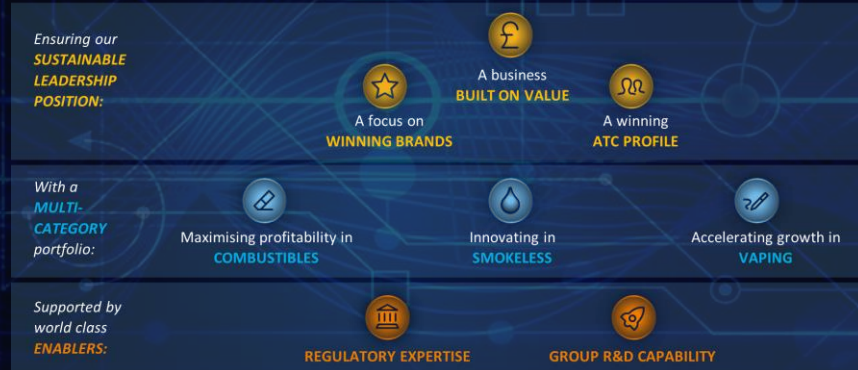 Ensuring our
SUSTAINABLE
LEADERSHIP
POSITION:
£
A business
BUILT ON VALUE
A focus on
WINNING BRANDS
A winning
ATC PROFILE
With a
MULTI-
CATEGORY
portfolio:
Maximising profitability in
COMBUSTIBLES
Innovating in
SMOKELESS
Accelerating growth in
VAPING
Supported by
world class
ENABLERS:
REGULATORY EXPERTISE
GROUP R&D CAPABILITY